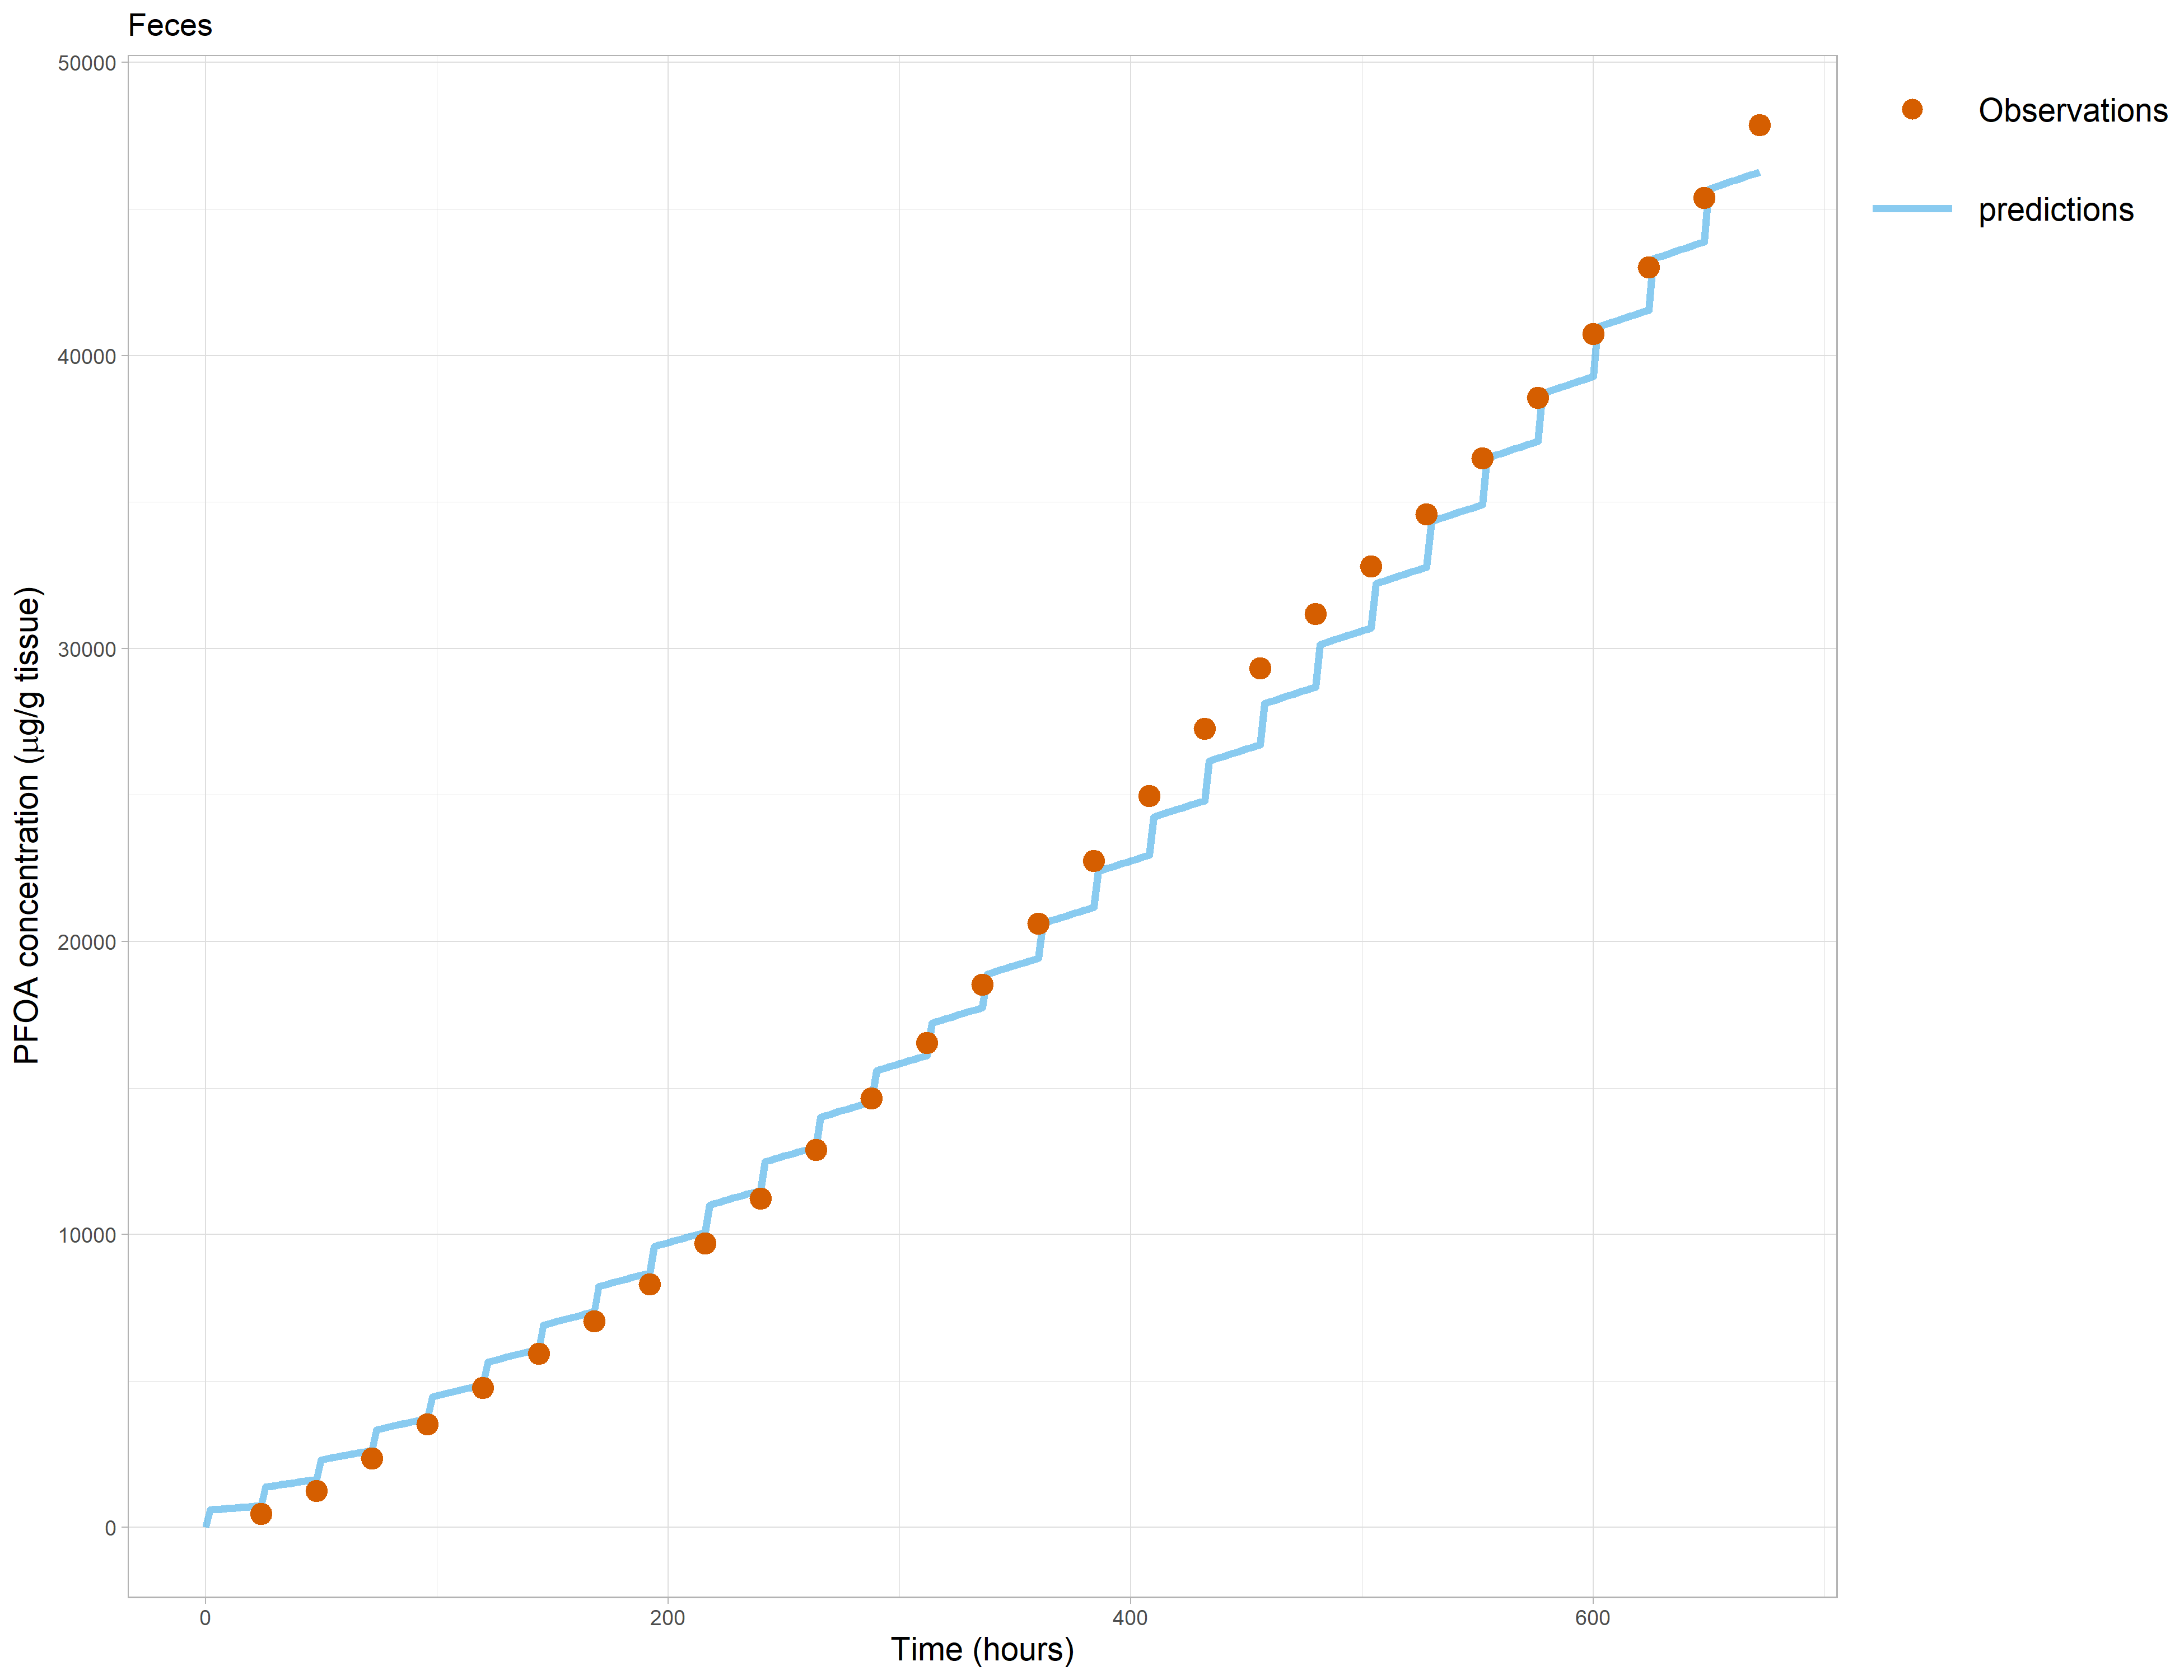 Feces
50000
40000
30000
20000
10000
0
PFOA concentration (μg/g tissue)
0 200 400 600
Time (hours)
Observations
predictions